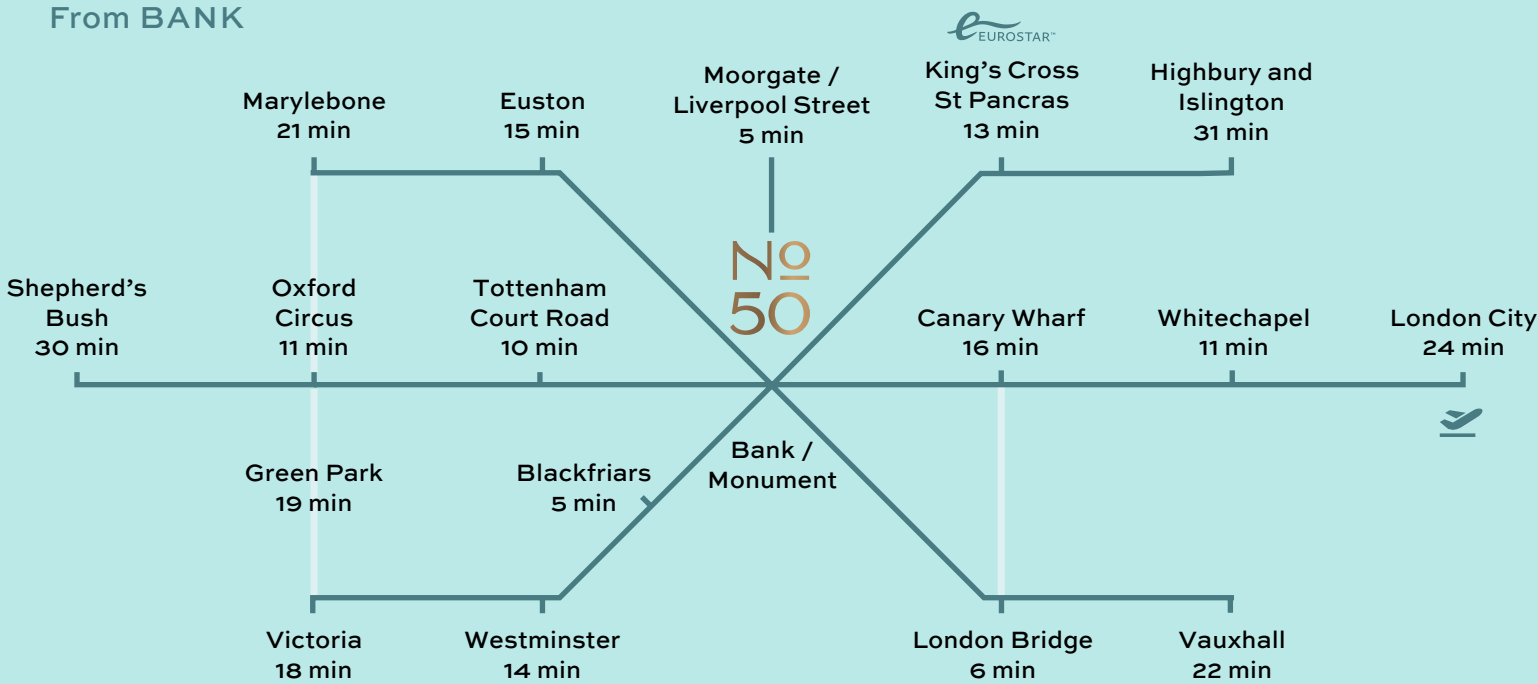 From BANK
EUROSTAR™
Marylebone
21 min
Euston
15 min
Moorgate /
Liverpool Street
5 min
King's Cross
St Pancras
13 min
Highbury and
Islington
31 min
Nº
50
Shepherd's
Bush
30 min
Oxford
Circus
11 min
Tottenham
Court Road
10 min
Canary Wharf
16 min
Whitechapel
11 min
London City
24 min
Green Park
19 min
Blackfriars
5 min
Bank /
Monument
Victoria
18 min
Westminster
14 min
London Bridge
6 min
Vauxhall
22 min